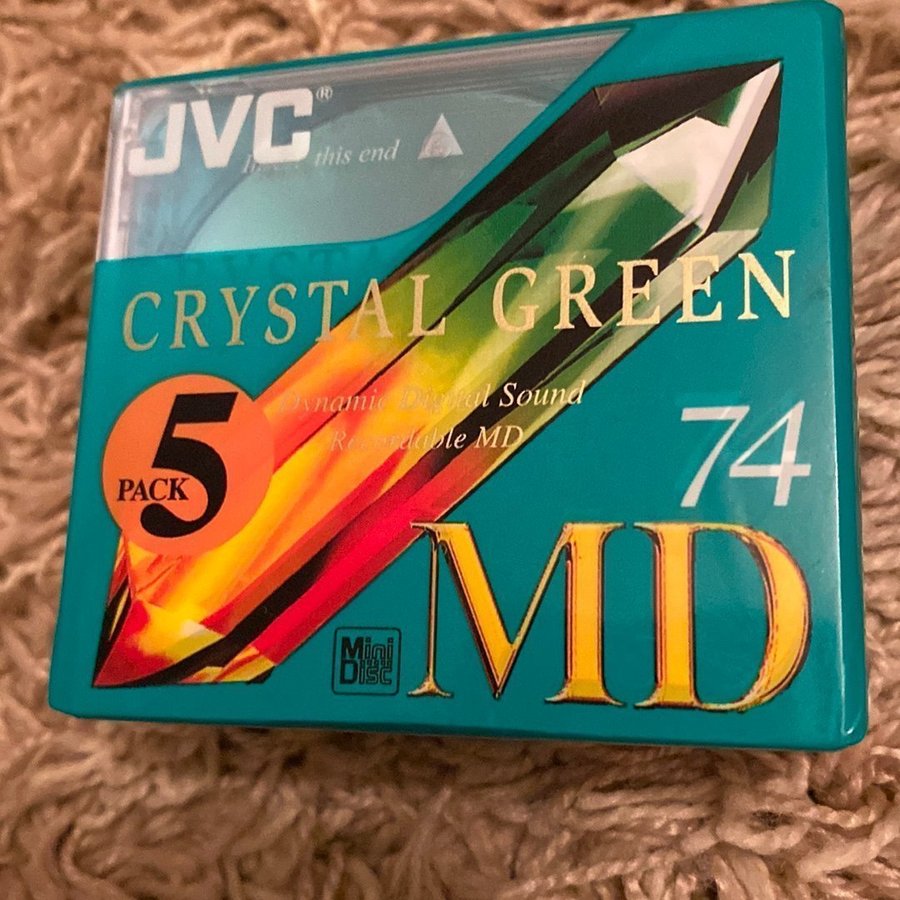 JVC®
this end
CRYSTAL GREEN
Dynamic Digital Sound
Recordable MD
5
PACK
74
MD
Mini
Disc